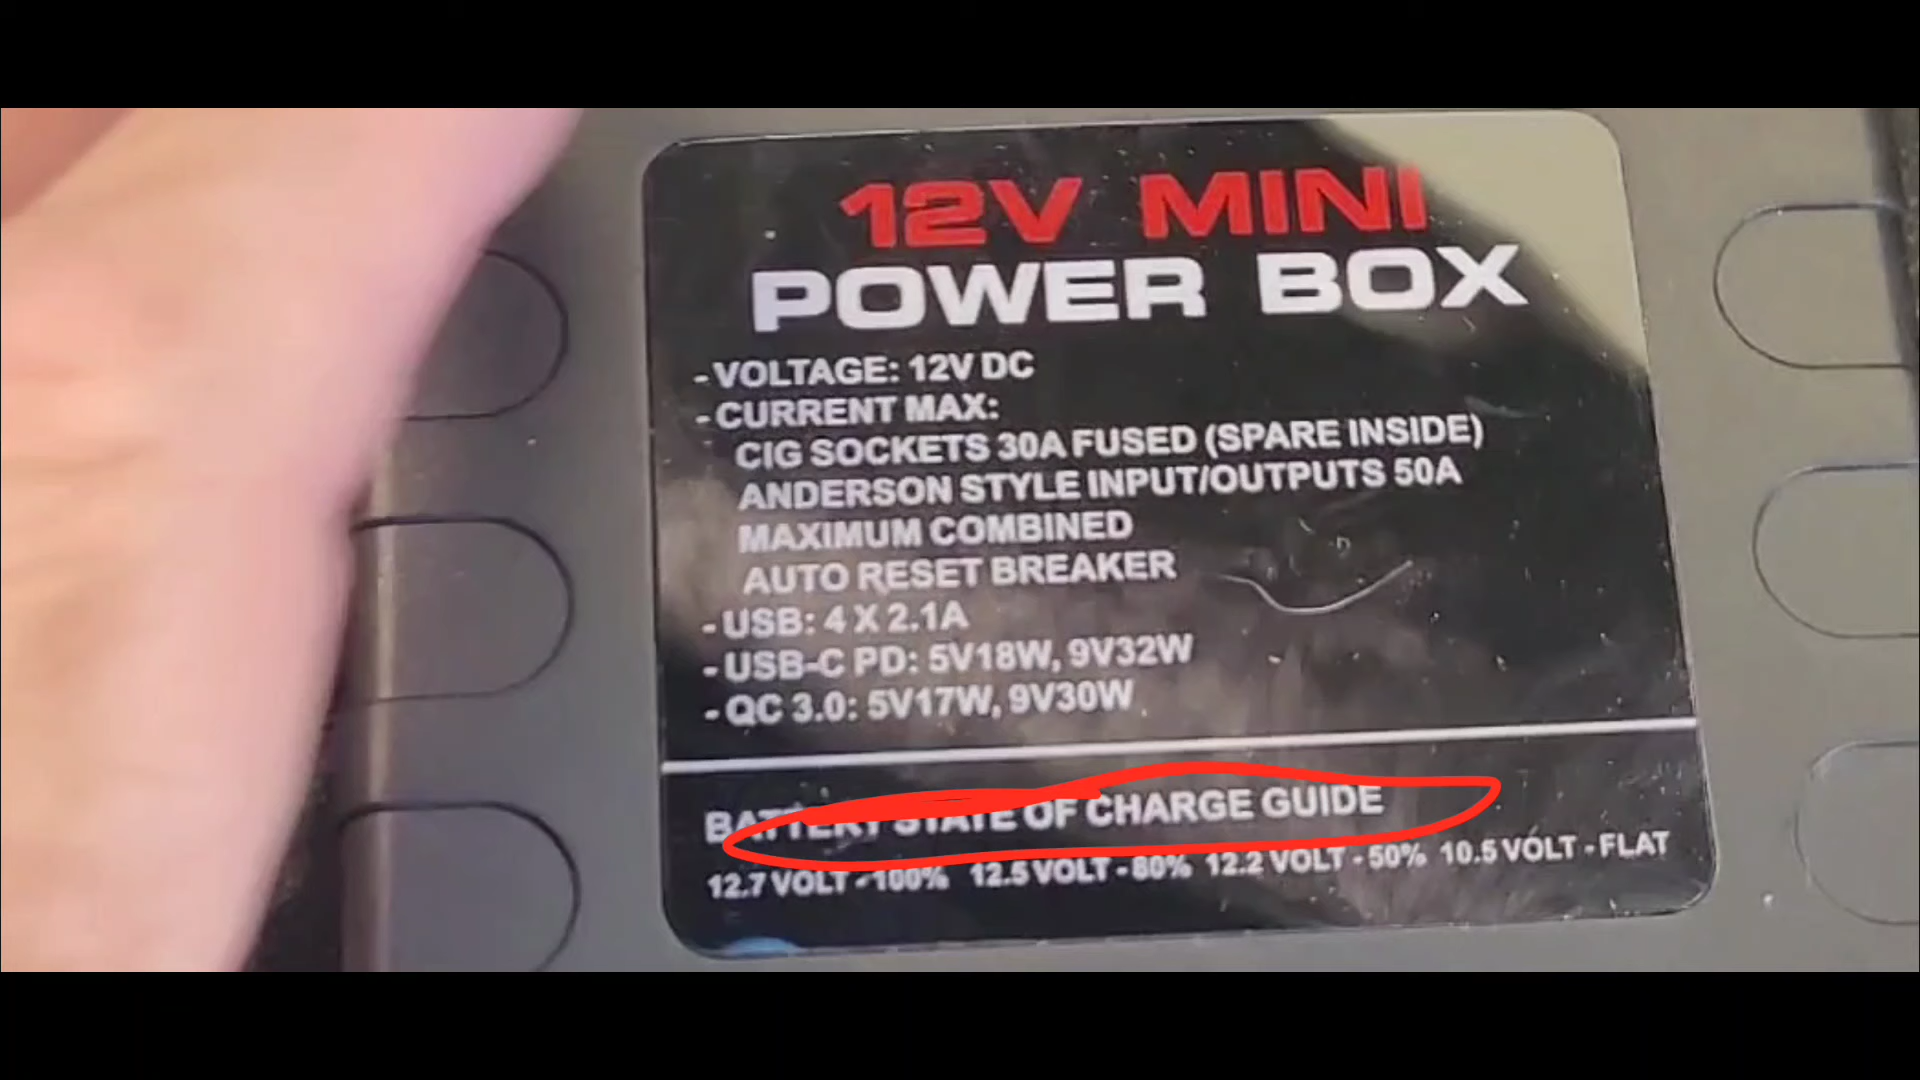 12V MINI
POWER BOX
- VOLTAGE: 12V DC
- CURRENT MAX:
CIG SOCKETS 30A FUSED (SPARE INSIDE)
ANDERSON STYLE INPUT/OUTPUTS 50A
MAXIMUM COMBINED
AUTO RESET BREAKER
- USB: 4 X 2.1A
- USB-C PD: 5V18W, 9V32W
- QC 3.0: 5V17W, 9V30W
BATTERY STATE OF CHARGE GUIDE
12.7 VOLT - 100% 12.5 VOLT - 80% 12.2 VOLT - 50% 10.5 VOLT - FLAT